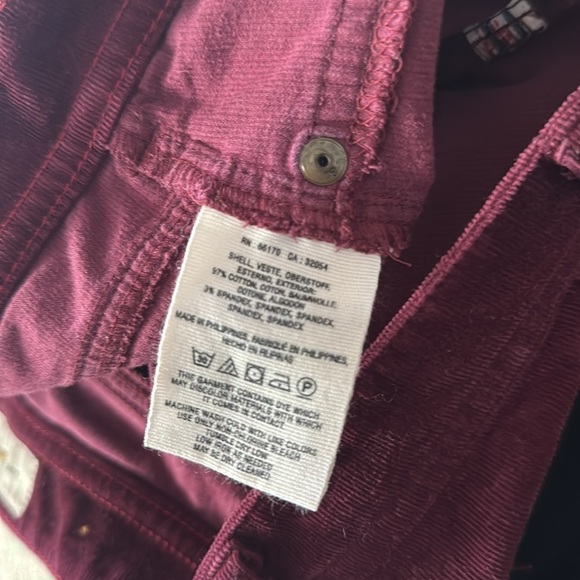 RN: 66170 CA: 32054
SHELL, VESTE, OBERSTOFF,
ESTERNO, EXTERIOR:
97% COTTON, COTON, BAUMWOLLE,
COTONE, ALGODON
3% SPANDEX, SPANDEX, SPANDEX,
SPANDEX, SPANDEX
MADE IN PHILIPPINES, FABRIQUÉ EN PHILIPPINES,
HECHO EN FILIPINAS
30 P
THIS GARMENT CONTAINS DYE WHICH
MAY DISCOLOR MATERIALS WITH WHICH
IT COMES IN CONTACT
MACHINE WASH COLD WITH LIKE COLORS
USE ONLY NON-CHLORINE BLEACH
TUMBLE DRY LOW
LOW IRON AS NEEDED
MAY BE DRY CLEANED